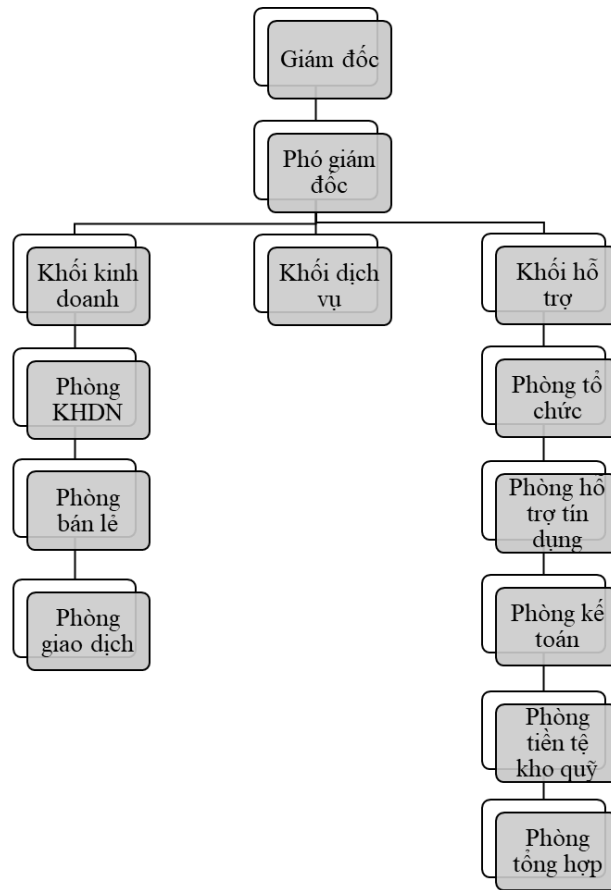 Giám đốc
Phó giám
đốc
Khối kinh
doanh
Khối dịch
vụ
Khối hỗ
trợ
Phòng
KHDN
Phòng
bán lẻ
Phòng
giao dịch
Phòng tổ
chức
Phòng hỗ
trợ tín
dụng
Phòng kế
toán
Phòng
tiền tệ
kho quỹ
Phòng
tổng hợp